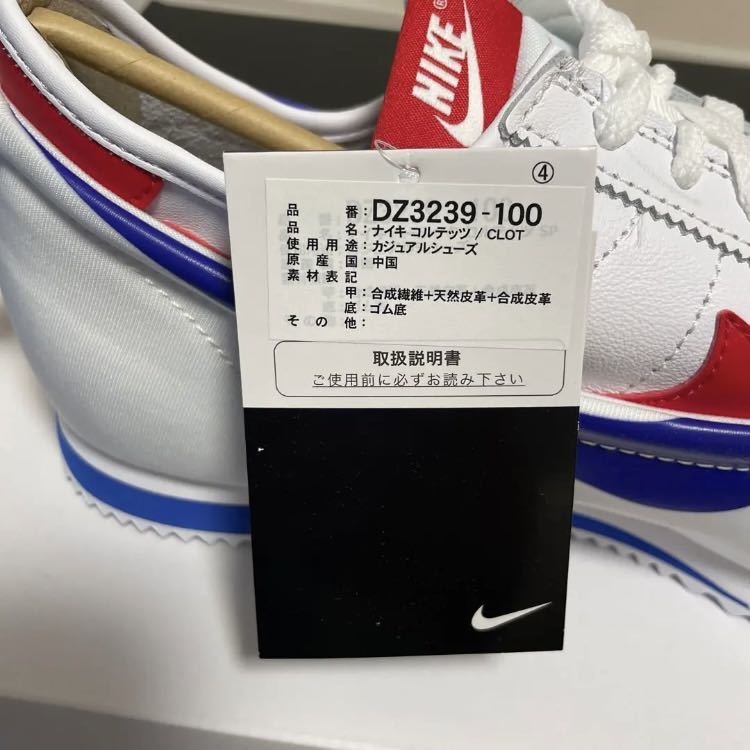 NIKE
®
④
品番：DZ3239-100
品名：ナイキ コルテッツ / CLOT
使用用途：カジュアルシューズ
原産国：中国
素材表記
甲：合成繊維+天然皮革+合成皮革
底：ゴム底
その他：
取扱説明書
ご使用前に必ずお読み下さい